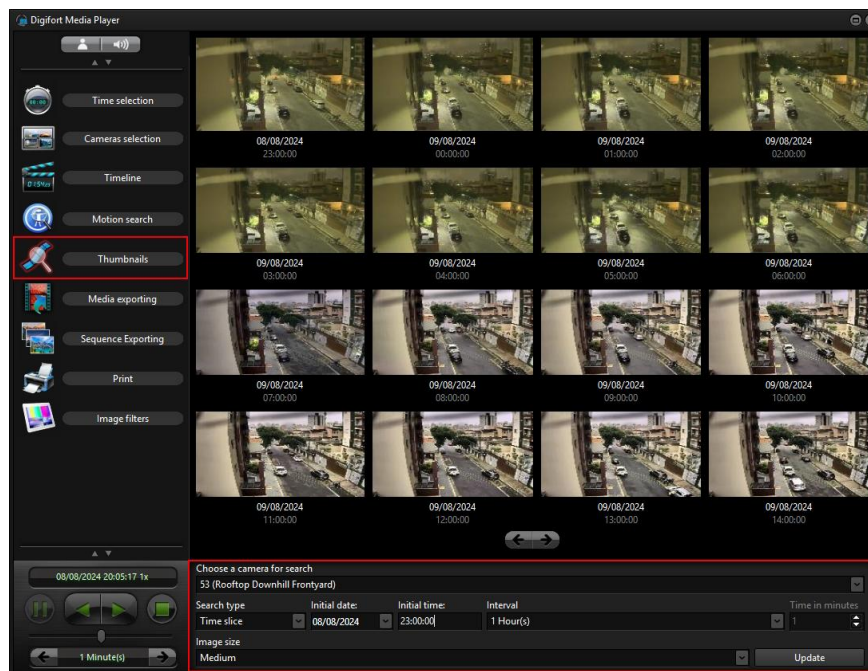 Digifort Media Player
Time selection
Cameras selection
Timeline
Motion search
Thumbnails
Media exporting
Sequence Exporting
Print
Image filters
08/08/2024 09/08/2024 09/08/2024 09/08/2024
23:00:00 00:00:00 01:00:00 02:00:00
09/08/2024 09/08/2024 09/08/2024 09/08/2024
03:00:00 04:00:00 05:00:00 06:00:00
09/08/2024 09/08/2024 09/08/2024 09/08/2024
07:00:00 08:00:00 09:00:00 10:00:00
09/08/2024 09/08/2024 09/08/2024 09/08/2024
11:00:00 12:00:00 13:00:00 14:00:00
08/08/2024 20:05:17 1x
1 Minute(s)
Choose a camera for search
53 (Rooftop Downhill Frontyard)
Search type Initial date: Initial time: Interval Time in minutes
Time slice 08/08/2024 23:00:00 1 Hour(s) 1
Image size
Medium Update